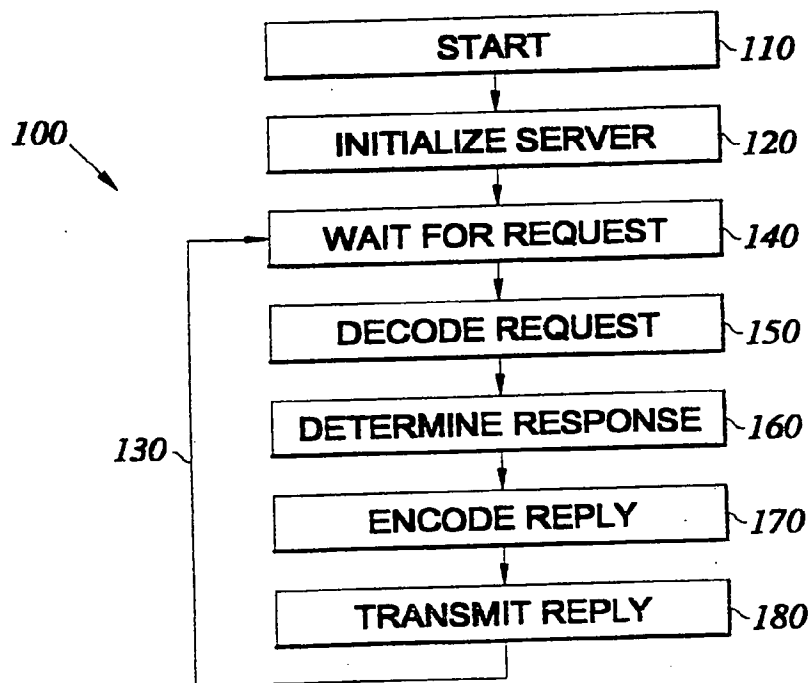 START 110
100
INITIALIZE SERVER 120
WAIT FOR REQUEST 140
DECODE REQUEST 150
DETERMINE RESPONSE 160
130
ENCODE REPLY 170
TRANSMIT REPLY 180